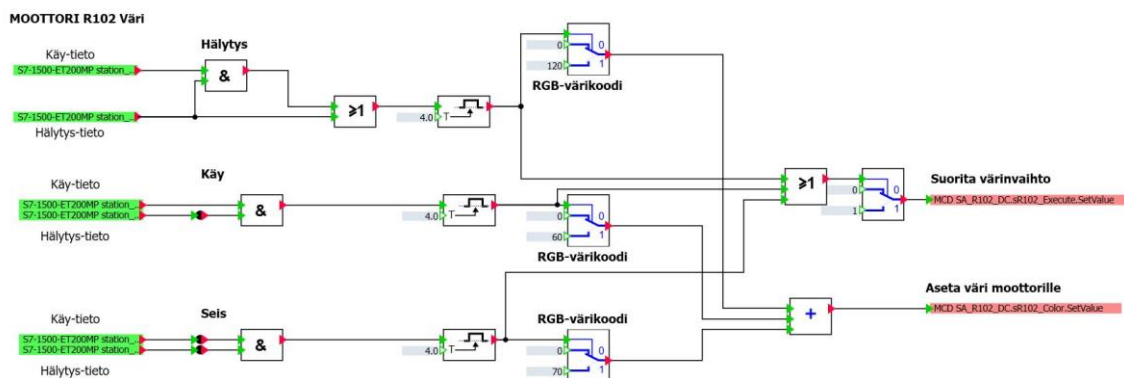 MOOTTORI R102 Väri
Hälytys
Käy-tieto
S7-1500-ET200MP station_...
&
0
0
1
120
RGB-värikoodi
≥1
4.0
T
S7-1500-ET200MP station_...
Hälytys-tieto
Käy-tieto
Käy
S7-1500-ET200MP station_...
S7-1500-ET200MP station_...
Hälytys-tieto
&
4.0
T
0
0
1
60
RGB-värikoodi
≥1
0
0
1
1
Suorita värinvaihto
MCD SA_R102_DC.sR102_Execute.SetValue
Käy-tieto
Seis
S7-1500-ET200MP station_...
S7-1500-ET200MP station_...
Hälytys-tieto
&
4.0
T
RGB-värikoodi
0
0
1
70
+
Aseta väri moottorille
MCD SA_R102_DC.sR102_Color.SetValue